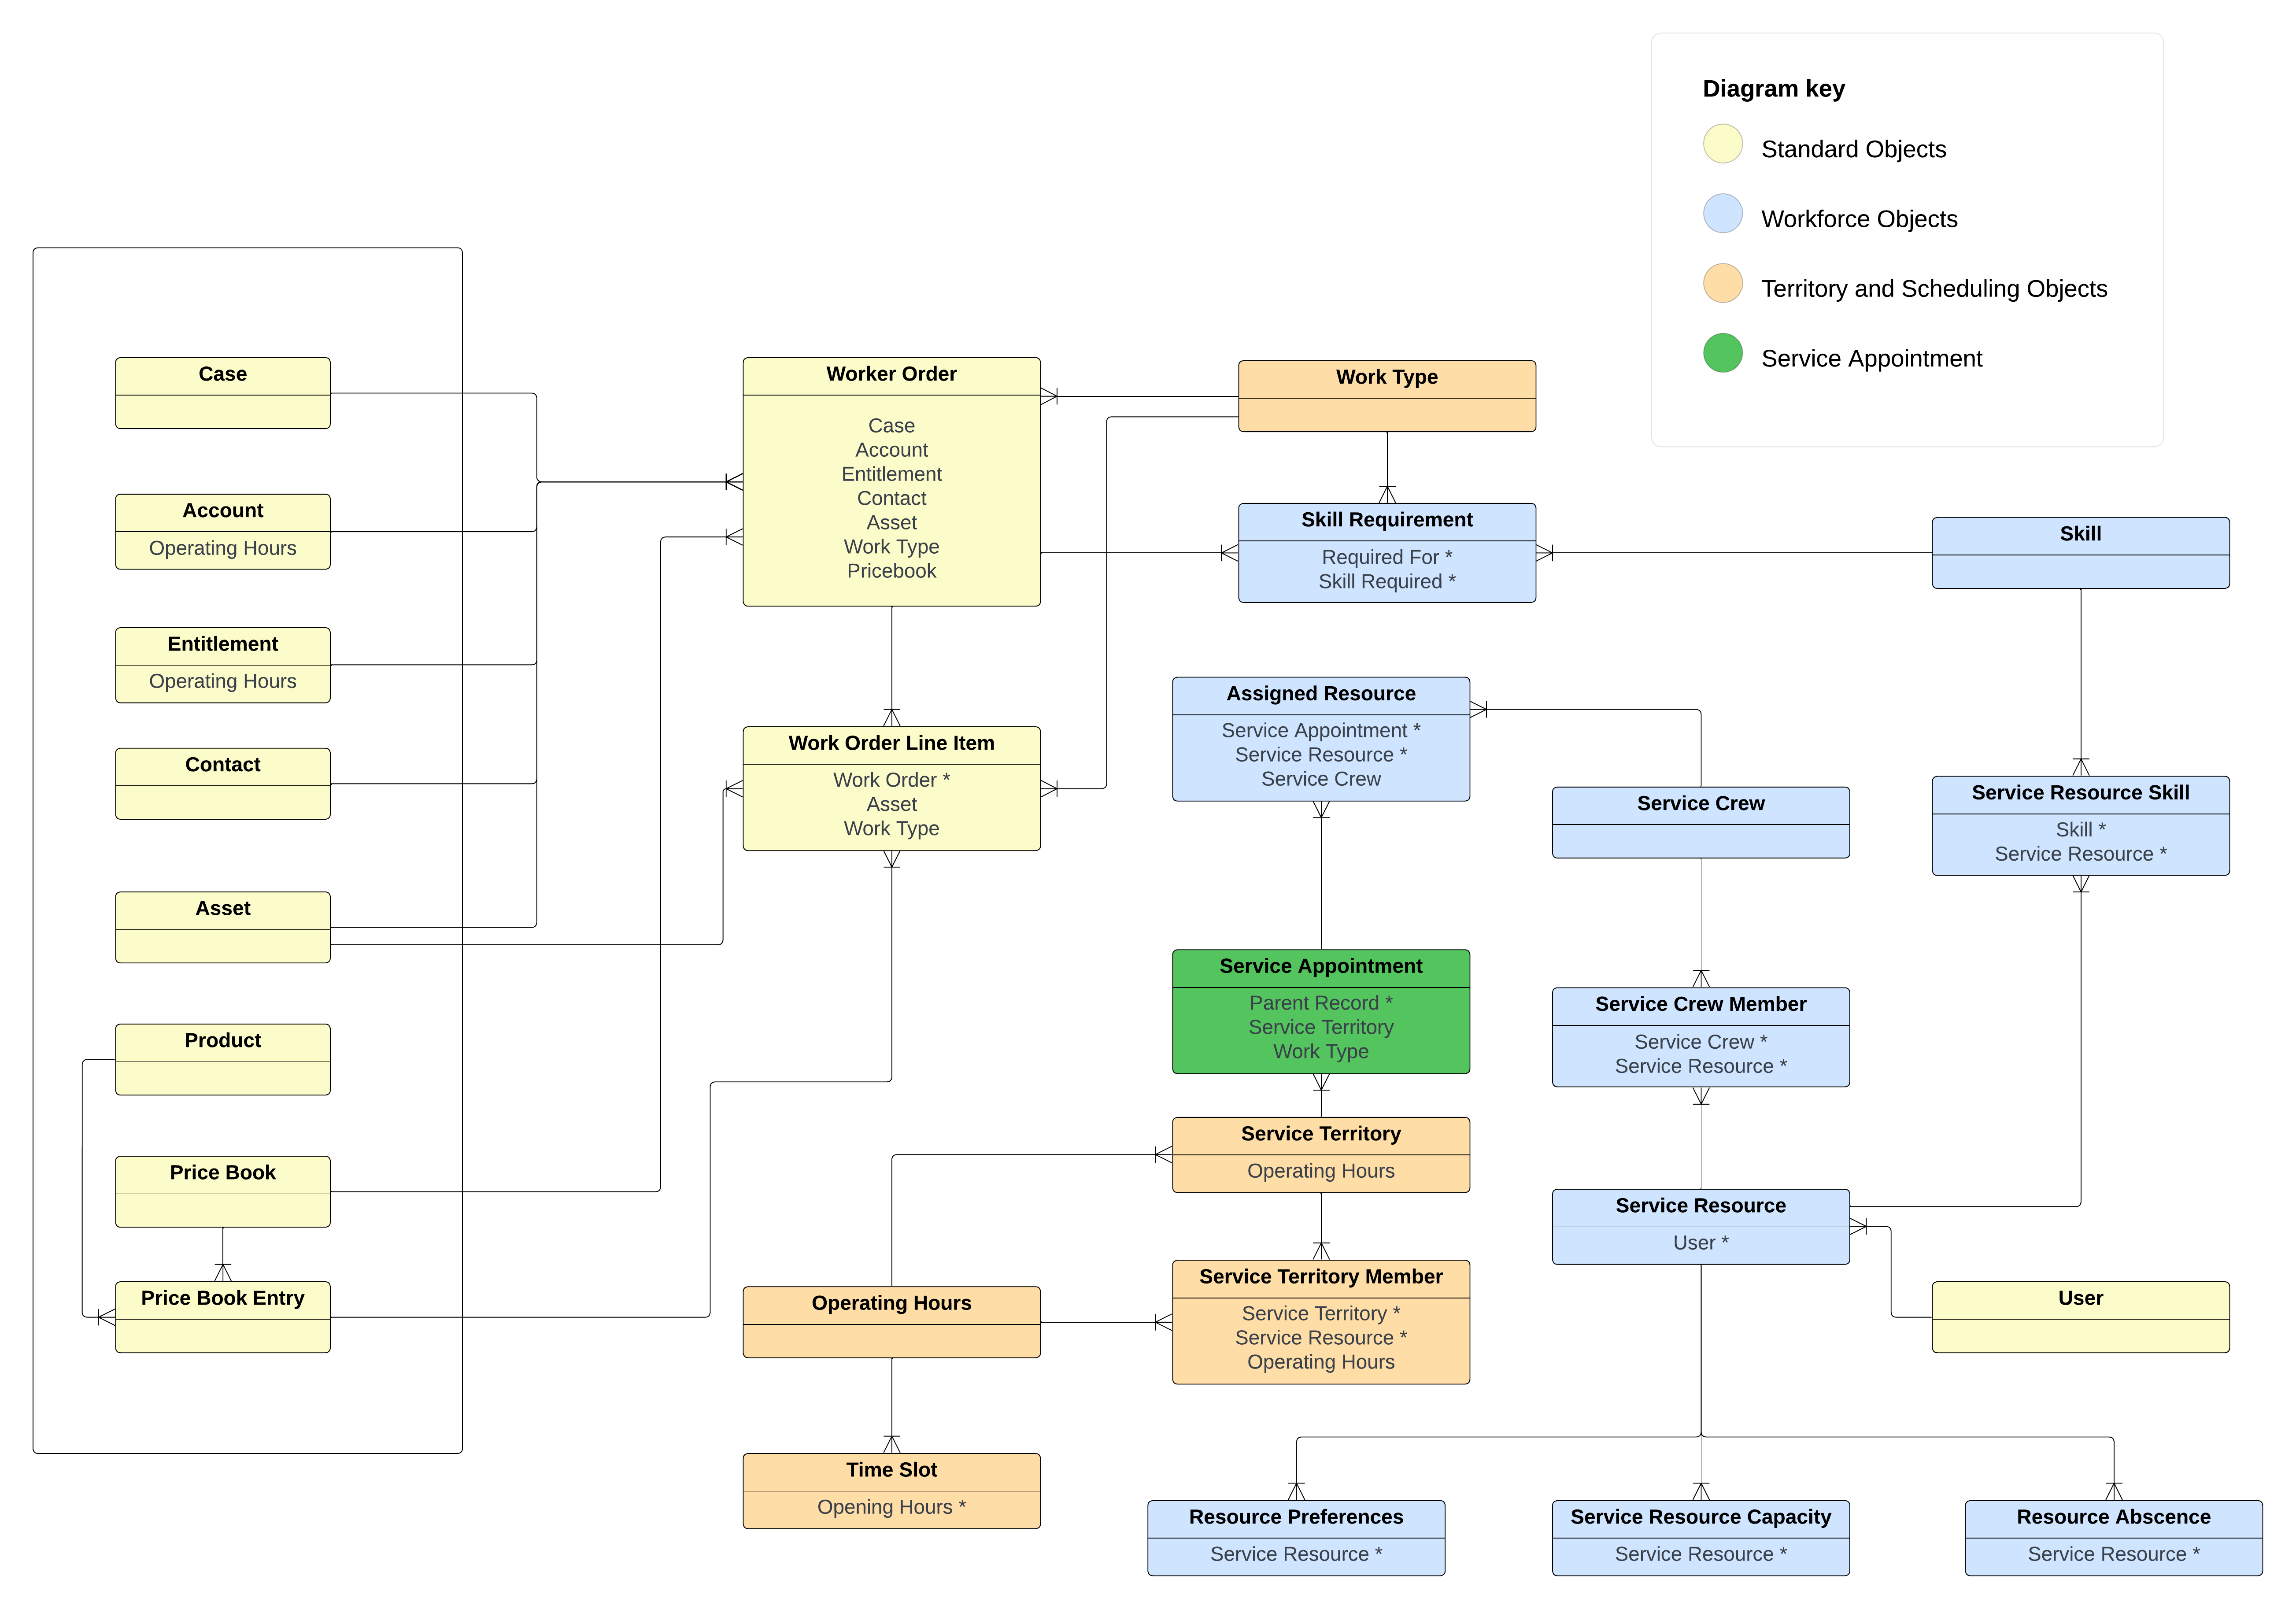 Diagram key
Standard Objects
Workforce Objects
Territory and Scheduling Objects
Service Appointment
Case
Account
Operating Hours
Entitlement
Operating Hours
Contact
Asset
Product
Price Book
Price Book Entry
Worker Order
Case
Account
Entitlement
Contact
Asset
Work Type
Pricebook
Work Order Line Item
Work Order *
Asset
Work Type
Work Type
Skill Requirement
Required For *
Skill Required *
Skill
Assigned Resource
Service Appointment *
Service Resource *
Service Crew
Service Crew
Service Resource Skill
Skill *
Service Resource *
Service Appointment
Parent Record *
Service Territory
Work Type
Service Crew Member
Service Crew *
Service Resource *
Service Territory
Operating Hours
Service Resource
User *
Service Territory Member
Service Territory *
Service Resource *
Operating Hours
Operating Hours
User
Time Slot
Opening Hours *
Resource Preferences
Service Resource *
Service Resource Capacity
Service Resource *
Resource Abscence
Service Resource *